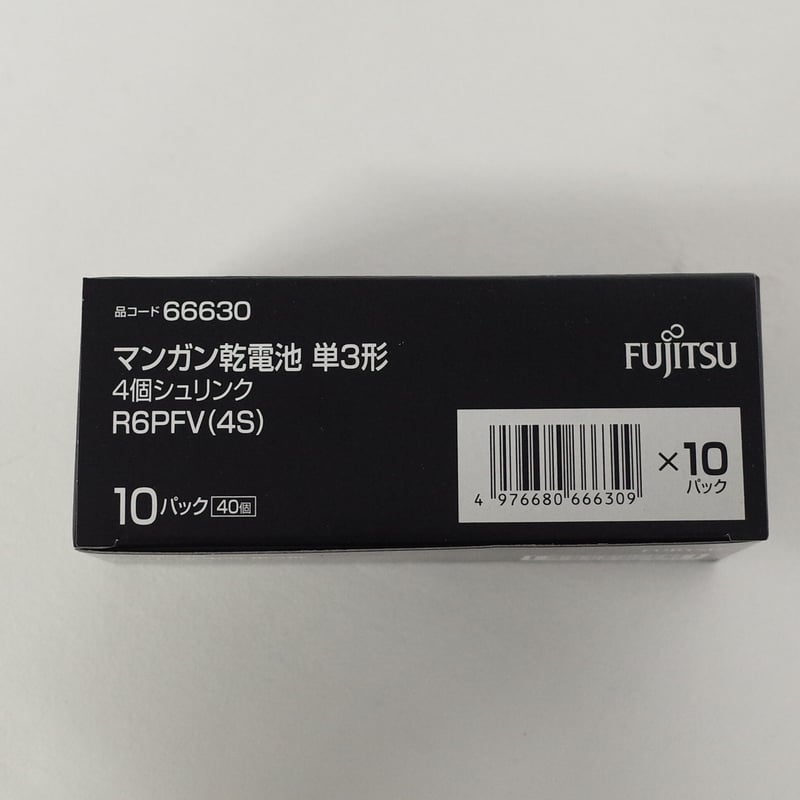 品コード 66630
マンガン乾電池 単3形
4個シュリンク
R6PFV(4S)
10パック 40個
FUJITSU
4 976680 666309
×10
パック